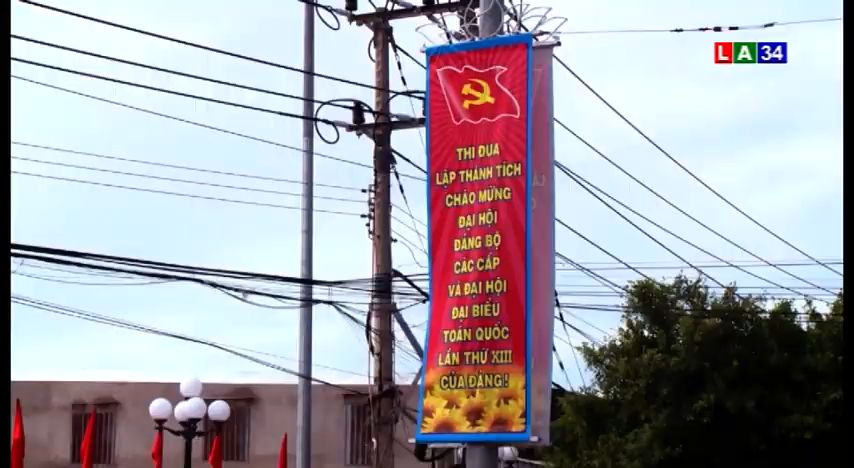 LA34
THI ĐUA
LẬP THÀNH TÍCH
CHÀO MỪNG
ĐẠI HỘI
ĐẢNG BỘ
CÁC CẤP
VÀ ĐẠI HỘI
ĐẠI BIỂU
TOÀN QUỐC
LẦN THỨ XIII
CỦA ĐẢNG!